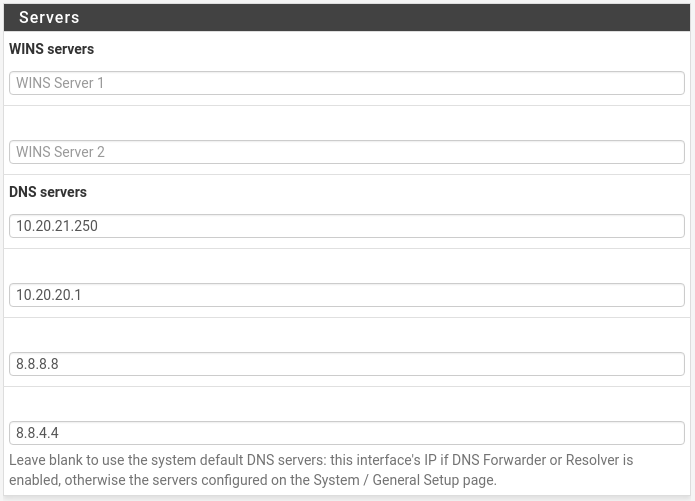 Servers
WINS servers
WINS Server 1
WINS Server 2
DNS servers
10.20.21.250
10.20.20.1
8.8.8.8
8.8.4.4
Leave blank to use the system default DNS servers: this interface's IP if DNS Forwarder or Resolver is
enabled, otherwise the servers configured on the System / General Setup page.